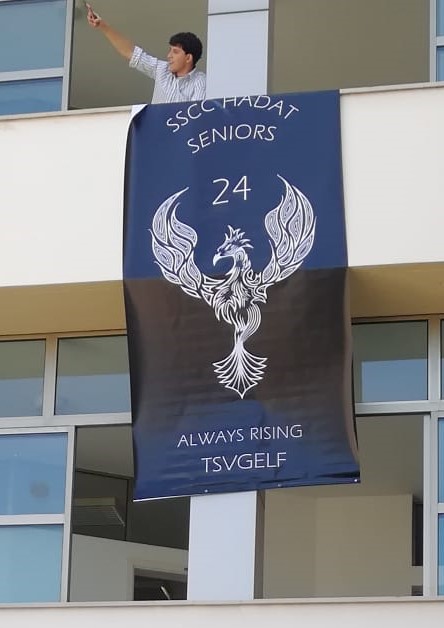 SSCC HADAT
SENIORS
24
ALWAYS RISING
TSVGELF